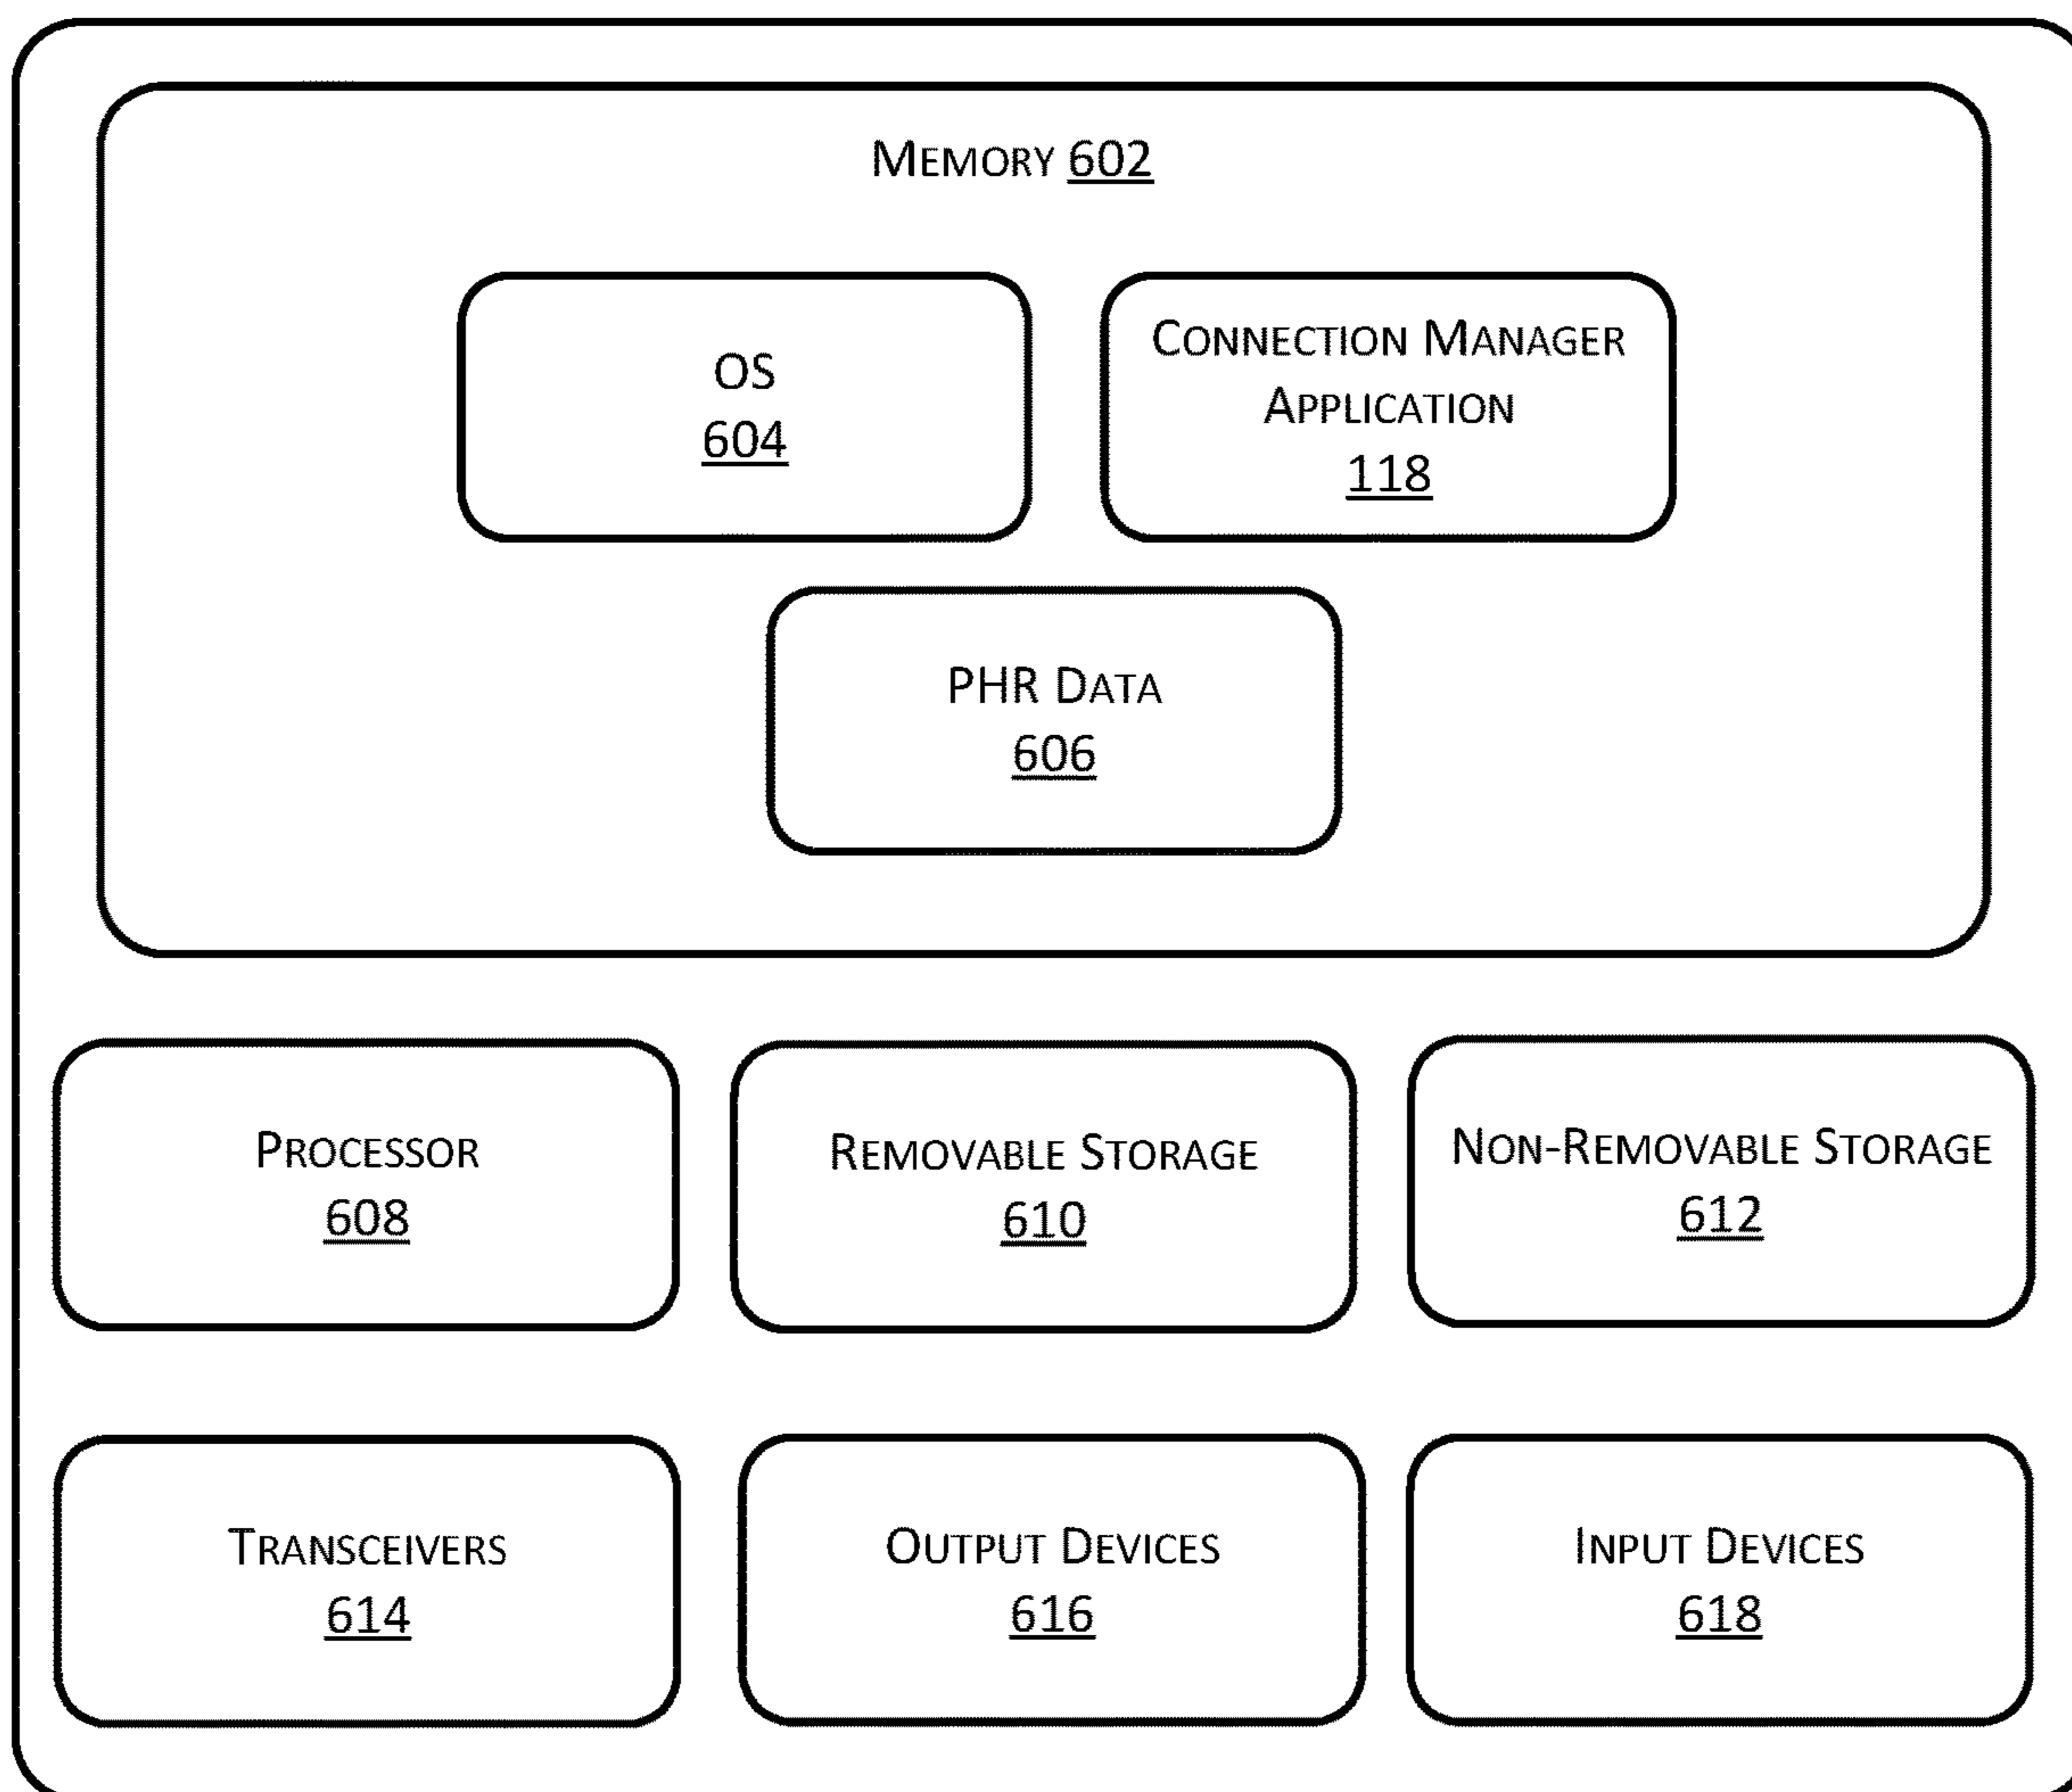 MEMORY 602
OS
604
CONNECTION MANAGER
APPLICATION
118
PHR DATA
606
PROCESSOR
608
REMOVABLE STORAGE
610
NON-REMOVABLE STORAGE
612
TRANSCEIVERS
614
OUTPUT DEVICES
616
INPUT DEVICES
618